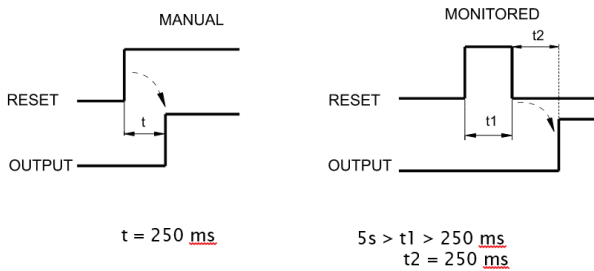 MANUAL
RESET
t
OUTPUT
t = 250 ms
MONITORED
t2
RESET
t1
OUTPUT
5s > t1 > 250 ms
t2 = 250 ms